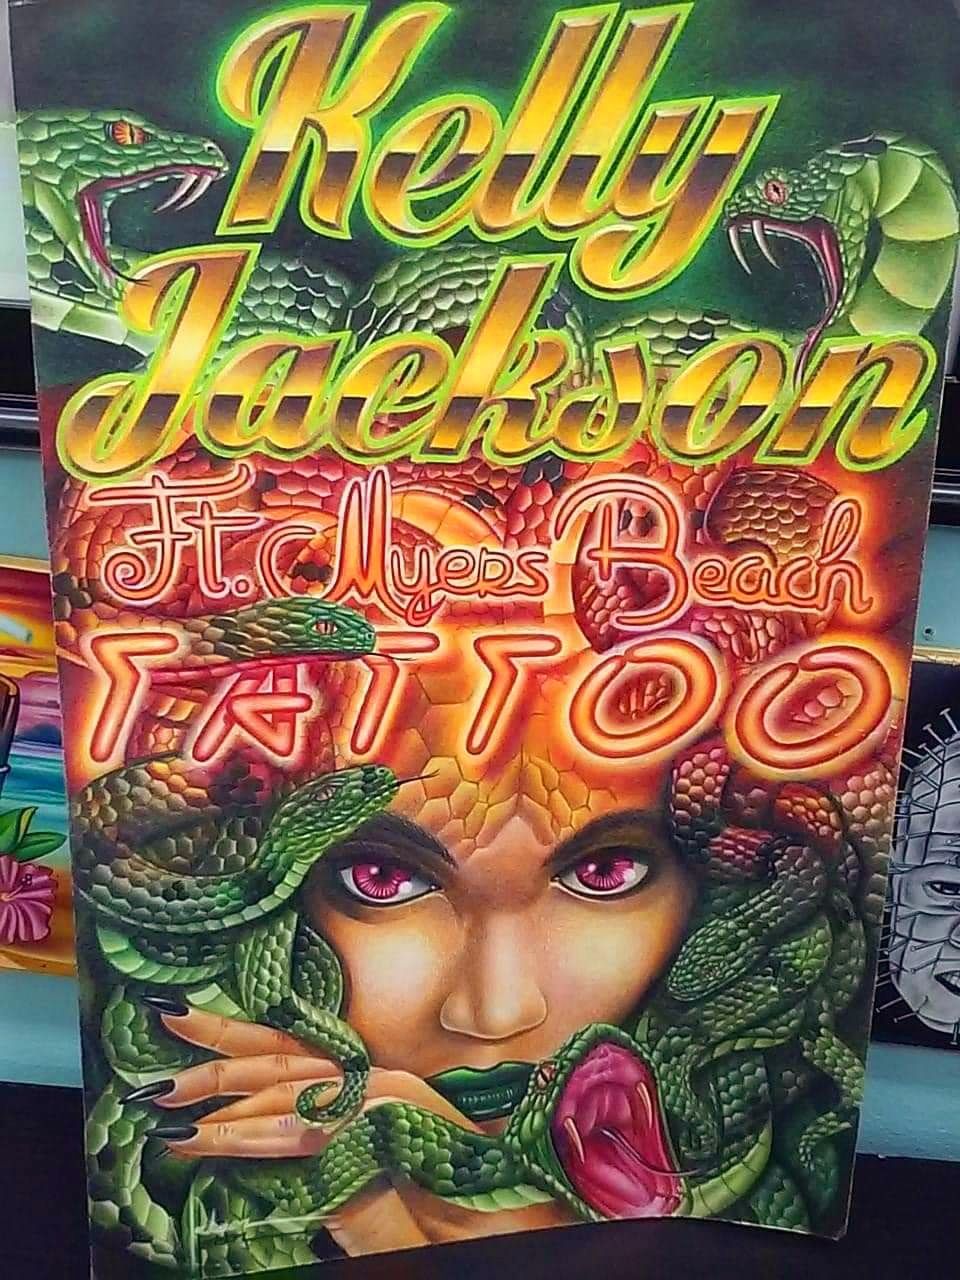 Kelly
Jackson
Ft. Myers Beach
TATTOO